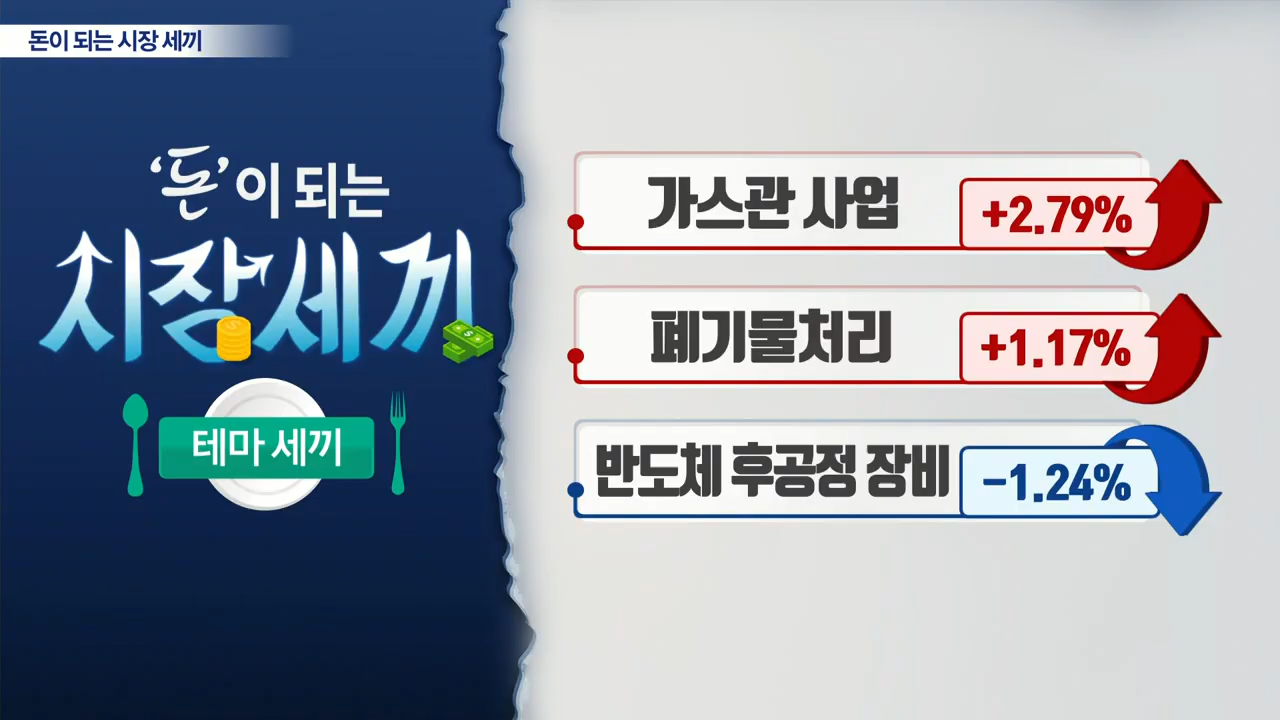 돈이 되는 시장 세끼
'돈'이 되는
시장세끼
테마 세끼
가스관 사업 +2.79%
폐기물처리 +1.17%
반도체 후공정 장비 -1.24%